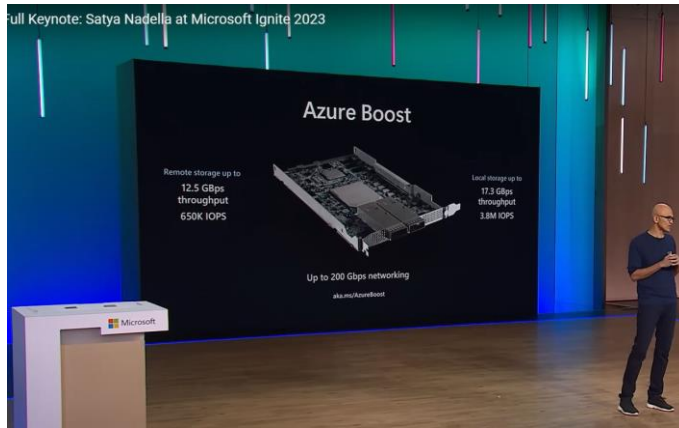 Full Keynote: Satya Nadella at Microsoft Ignite 2023
Azure Boost
Remote storage up to
12.5 GBps
throughput
650K IOPS
Local storage up to
17.3 GBps
throughput
3.8M IOPS
Up to 200 Gbps networking
aka.ms/AzureBoost
Microsoft